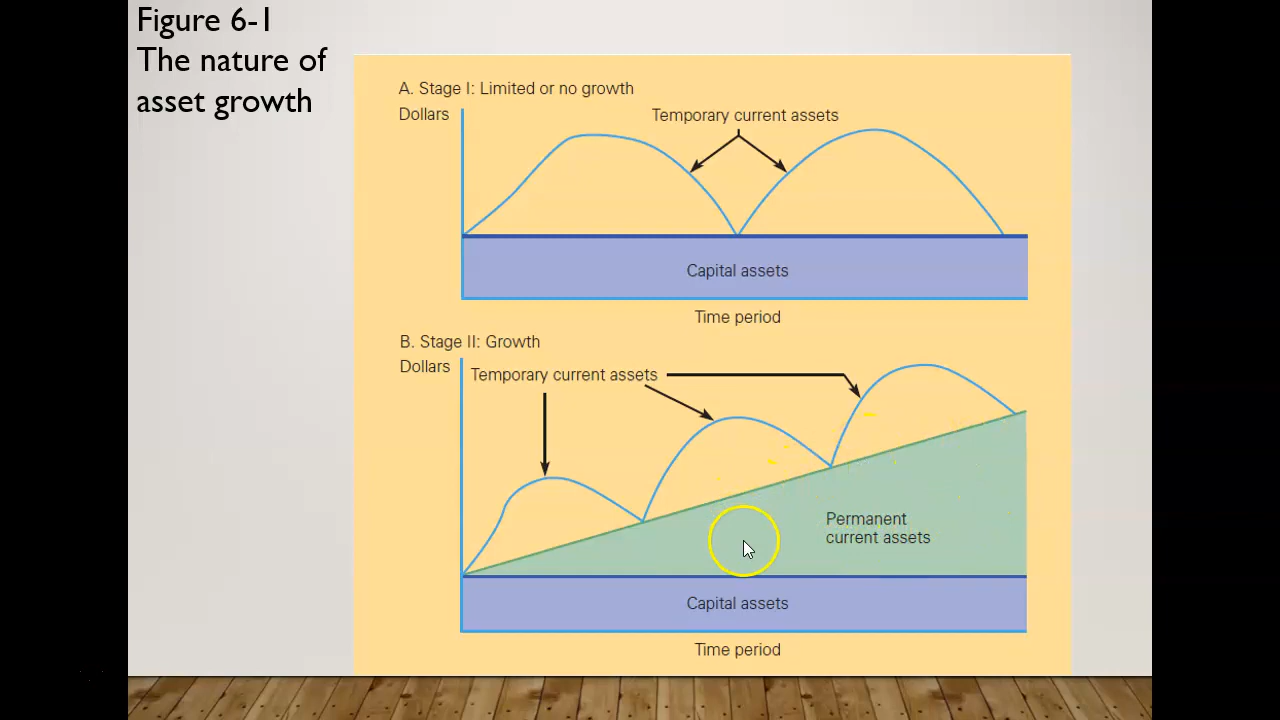 Figure 6-1
The nature of
asset growth
A. Stage I: Limited or no growth
Dollars
Temporary current assets
Capital assets
Time period
B. Stage II: Growth
Dollars
Temporary current assets
Permanent
current assets
Capital assets
Time period